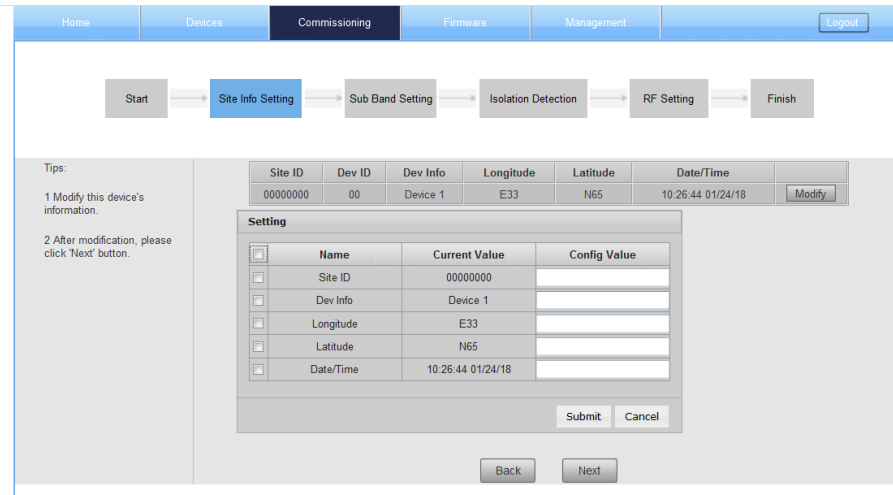 Home Devices Commissioning Firmware Management Logout
Start Site Info Setting Sub Band Setting Isolation Detection RF Setting Finish
Tips:
1 Modify this device's
information.
2 After modification, please
click 'Next' button.
Site ID Dev ID Dev Info Longitude Latitude Date/Time
00000000 00 Device 1 E33 N65 10:26:44 01/24/18 Modify
Setting
Name Current Value Config Value
Site ID 00000000
Dev Info Device 1
Longitude E33
Latitude N65
Date/Time 10:26:44 01/24/18
Submit Cancel
Back Next